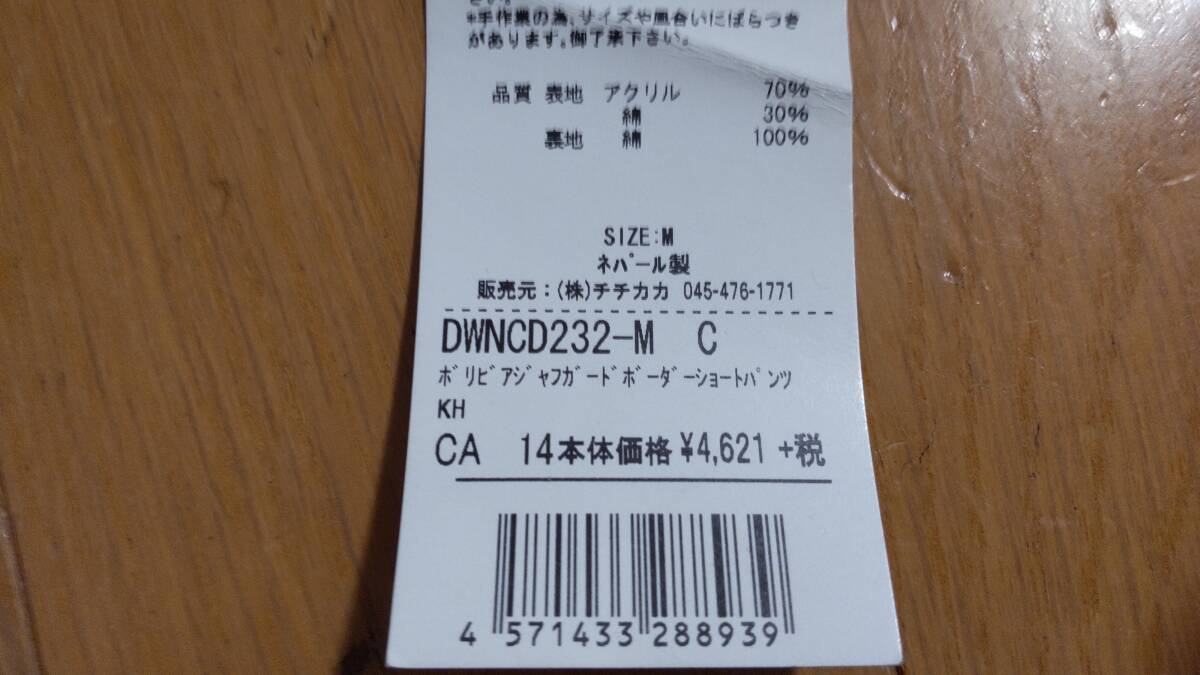 さい。
*手作業の為、サイズや風合いにばらつき
があります。御了承下さい。
品質 表地 アクリル 70%
綿 30%
裏地 綿 100%
SIZE:M
ﾈﾊﾟｰﾙ製
販売元:(株)チチカカ 045-476-1771
DWNCD232-M C
ﾎﾞﾘﾋﾞｱｼﾞｬﾌｶﾞｰﾄﾞﾎﾞｰﾀﾞｰｼｮｰﾄﾊﾟﾝﾂ
KH
CA 14本体価格¥4,621 +税
4 571433 288939